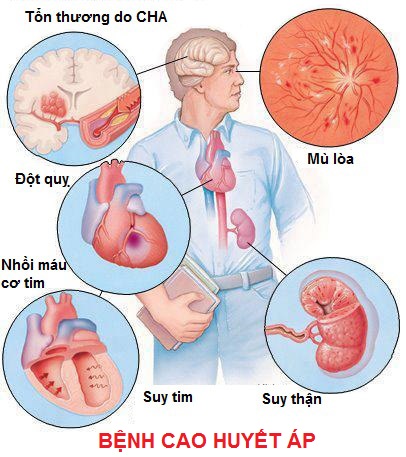 Tổn thương do CHA
Mù lòa
Đột quỵ
Nhồi máu
cơ tim
Suy tim
Suy thận
BỆNH CAO HUYẾT ÁP